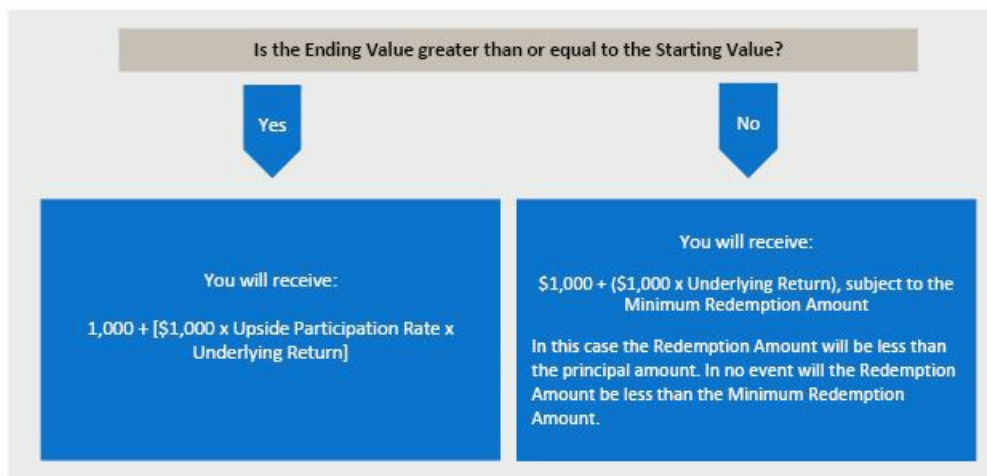 Is the Ending Value greater than or equal to the Starting Value?
Yes
No
You will receive:
1,000 + [$1,000 x Upside Participation Rate x
Underlying Return]
You will receive:
$1,000 + ($1,000 x Underlying Return), subject to the
Minimum Redemption Amount
In this case the Redemption Amount will be less than
the principal amount. In no event will the Redemption
Amount be less than the Minimum Redemption
Amount.